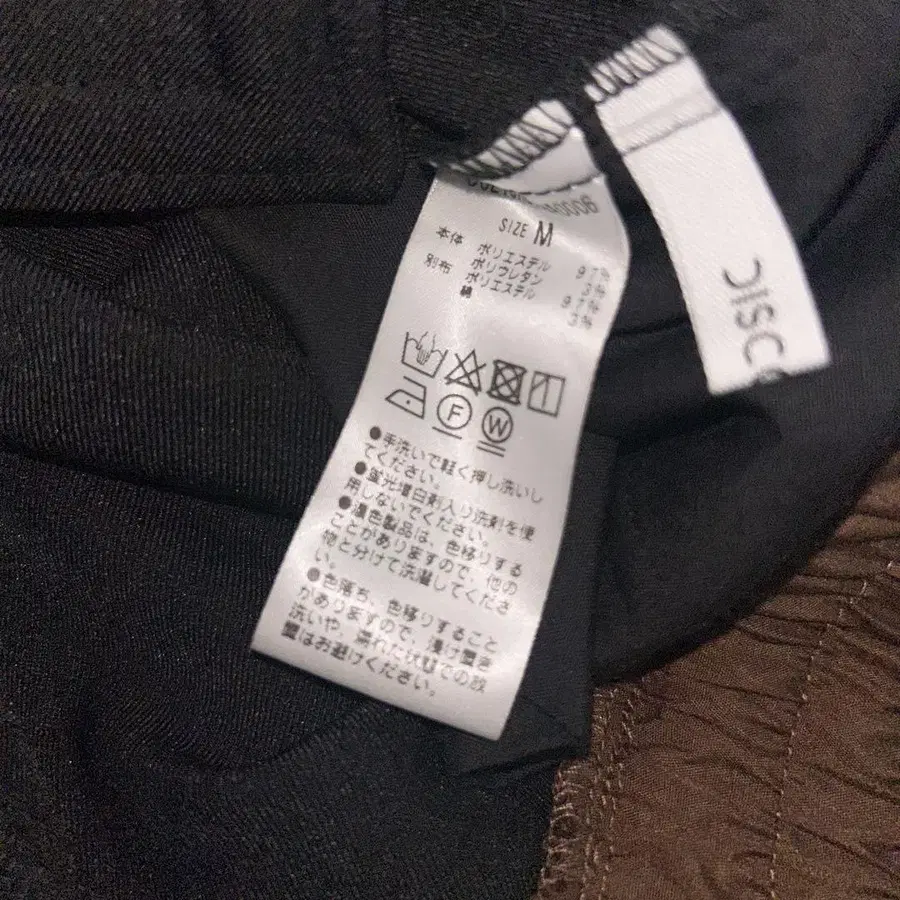 SIZE M
本体 ポリエステル 97%
ポリウレタン 3%
別布 ポリエステル 97%
綿 3%
F W
●手洗いで軽く押し洗いし
てください。
●蛍光増白剤入り洗剤を使
用しないでください。
●濃色製品は、色移りする
ことがありますので、他の
物と分けて洗濯してくださ
い。
●色落ち、色移りすること
がありますので、浸け置き
洗いや、濡れた状態での放
置はお避けください。
DISC